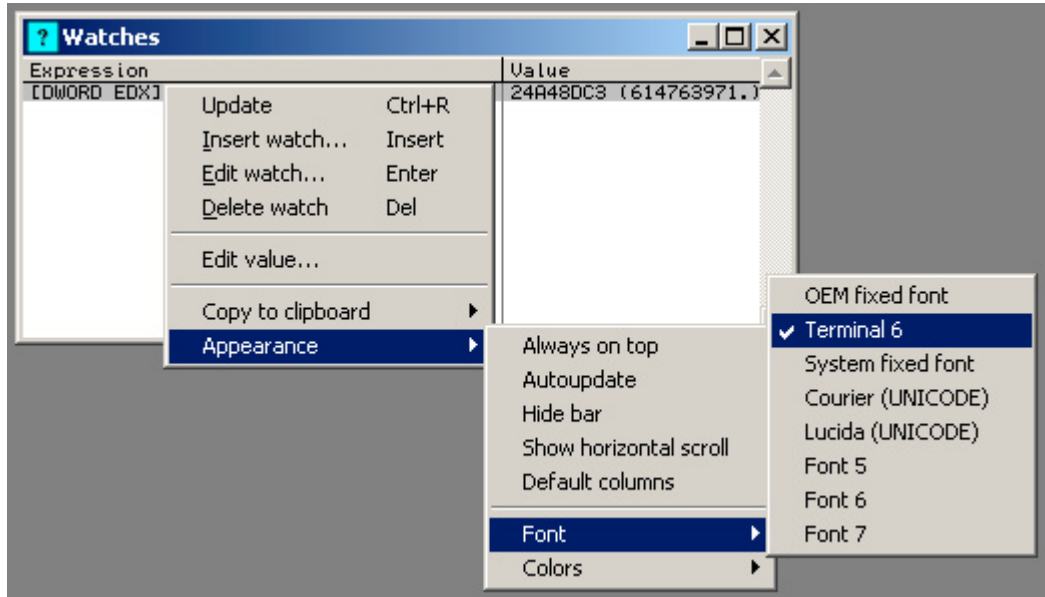 ? Watches
Expression Value
[DWORD EDX] 24A48DC3 (614763971.)
Update Ctrl+R
Insert watch... Insert
Edit watch... Enter
Delete watch Del
Edit value...
Copy to clipboard
Appearance
Always on top
Autoupdate
Hide bar
Show horizontal scroll
Default columns
Font
Colors
OEM fixed font
Terminal 6
System fixed font
Courier (UNICODE)
Lucida (UNICODE)
Font 5
Font 6
Font 7